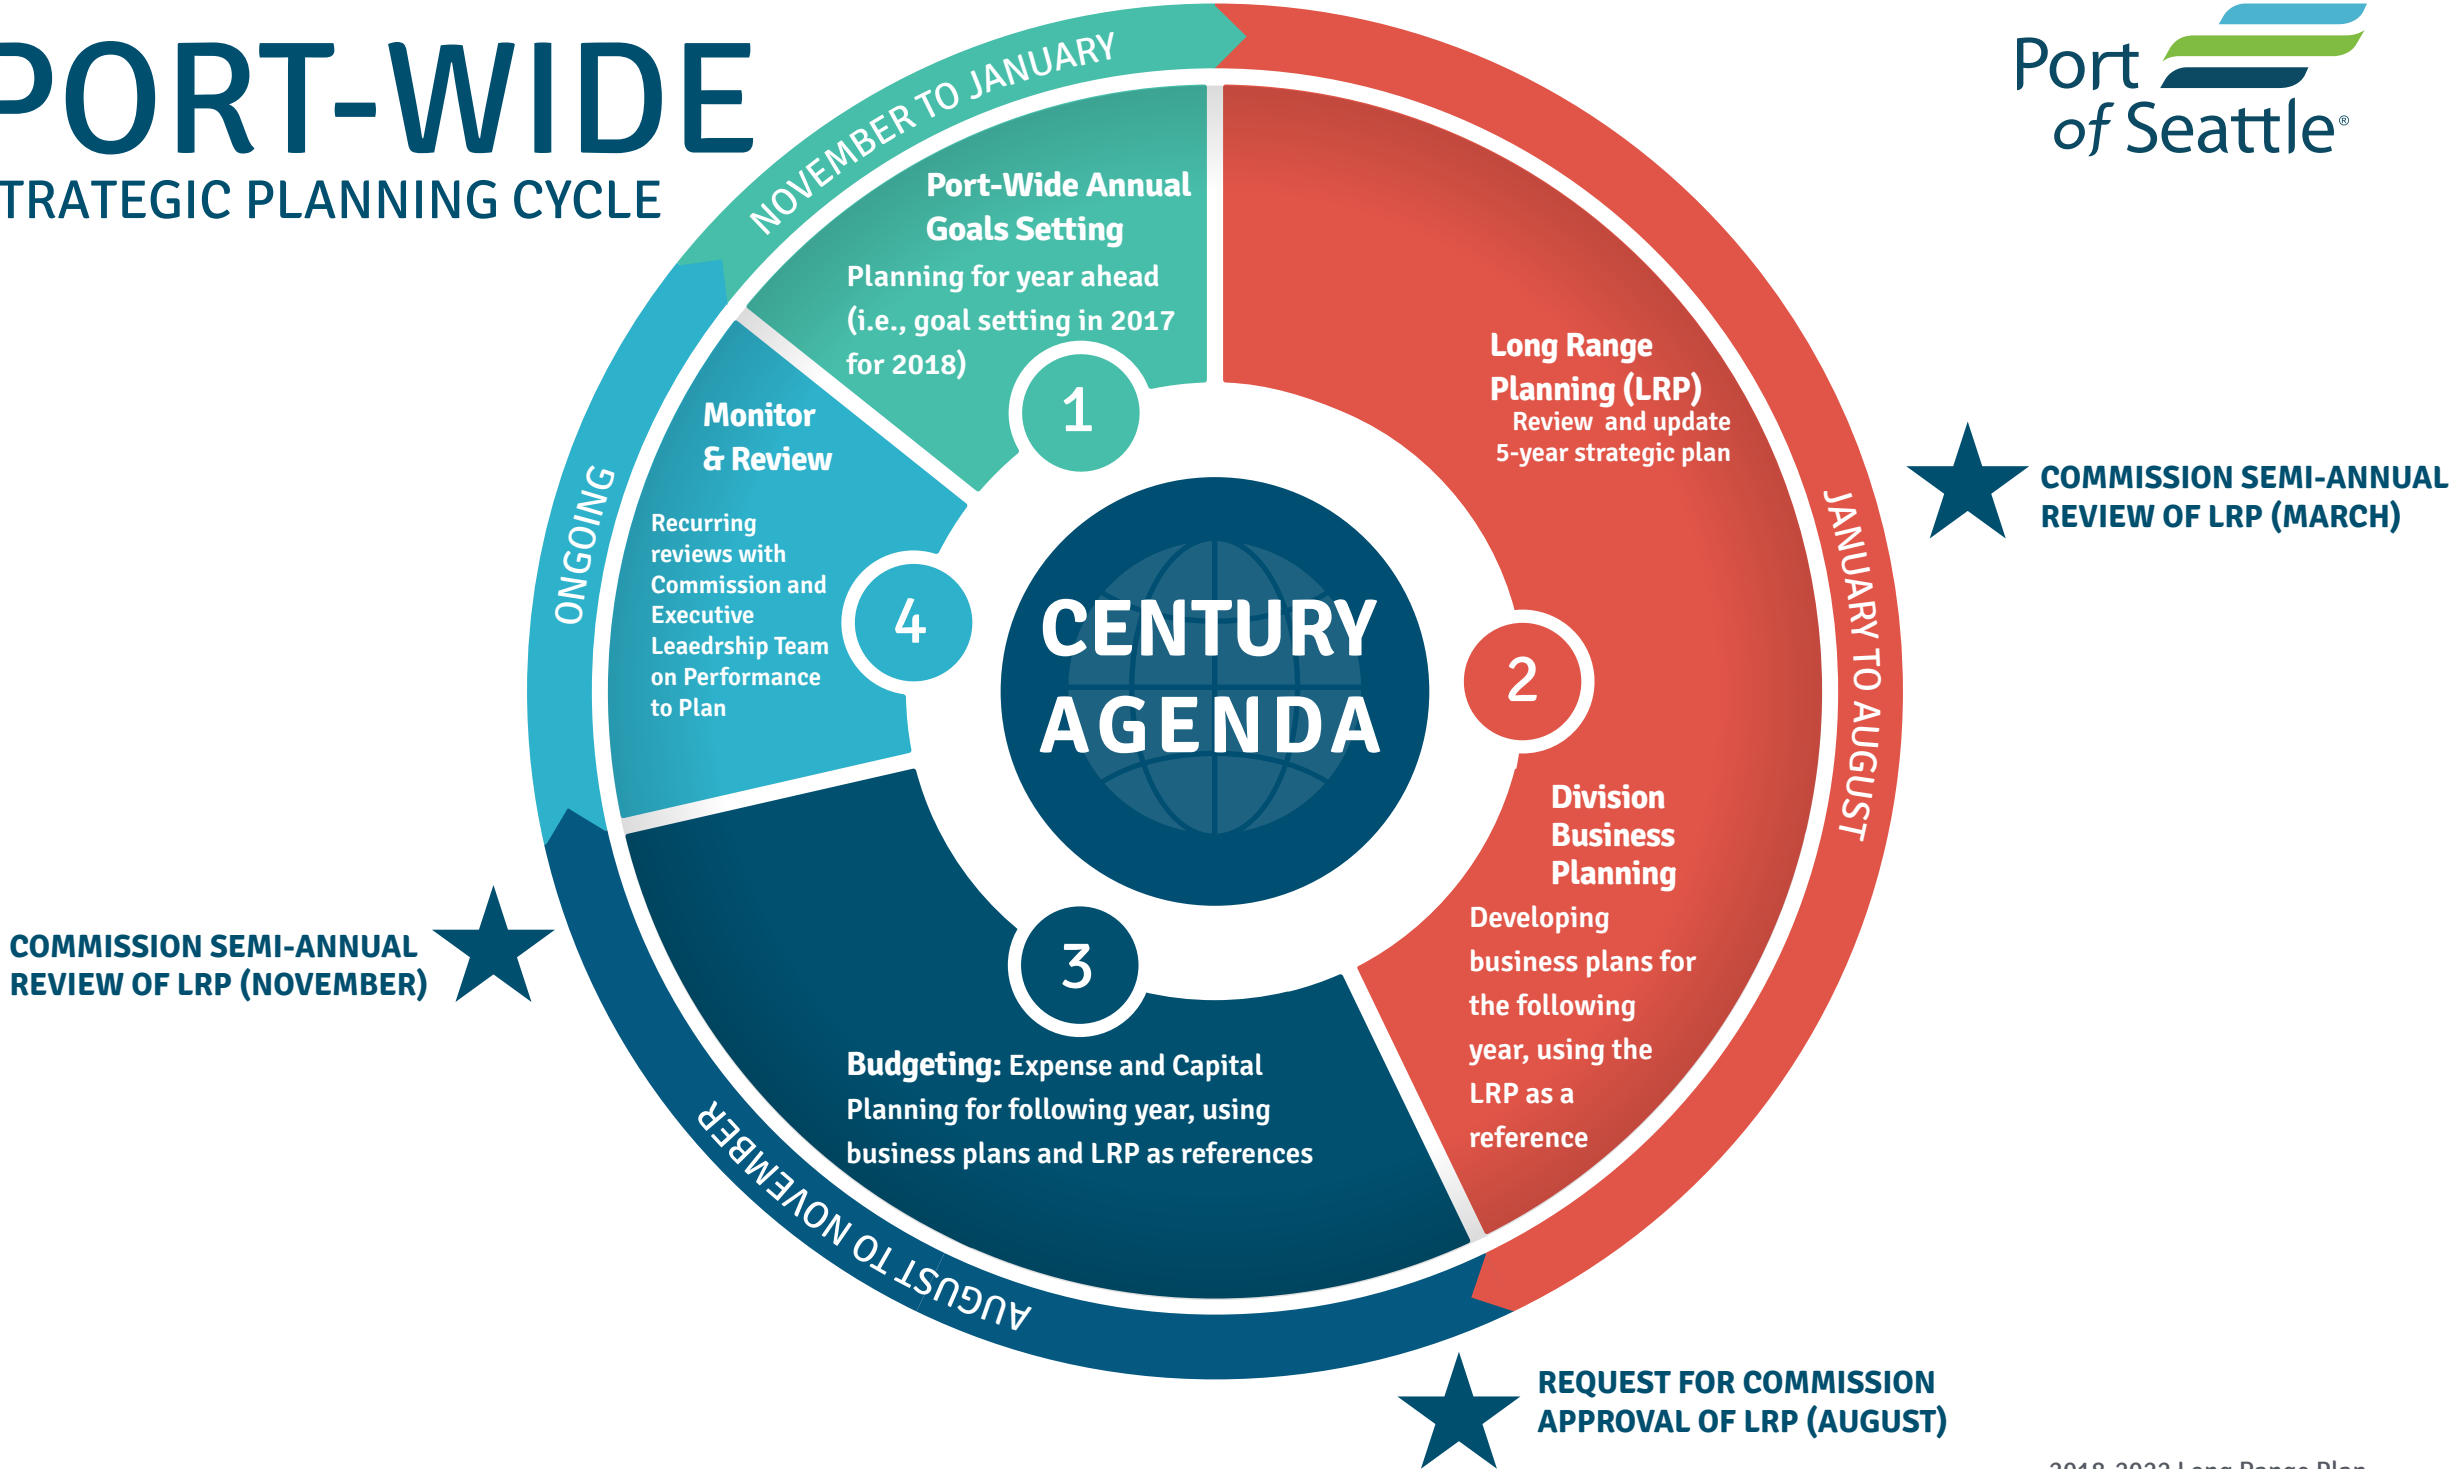 PORT-WIDE
TRATEGIC PLANNING CYCLE
Port
of Seattle®
NOVEMBER TO JANUARY
Port-Wide Annual
Goals Setting
Planning for year ahead
(i.e., goal setting in 2017
for 2018)
1
Long Range
Planning (LRP)
Review and update
5-year strategic plan
JANUARY TO AUGUST
COMMISSION SEMI-ANNUAL
REVIEW OF LRP (MARCH)
2
Division
Business
Planning
Developing
business plans for
the following
year, using the
LRP as a
reference
CENTURY
AGENDA
ONGOING
Monitor
& Review
Recurring
reviews with
Commission and
Executive
Leaedrship Team
on Performance
to Plan
4
3
Budgeting: Expense and Capital
Planning for following year, using
business plans and LRP as references
AUGUST TO NOVEMBER
COMMISSION SEMI-ANNUAL
REVIEW OF LRP (NOVEMBER)
REQUEST FOR COMMISSION
APPROVAL OF LRP (AUGUST)
Long Range Plan